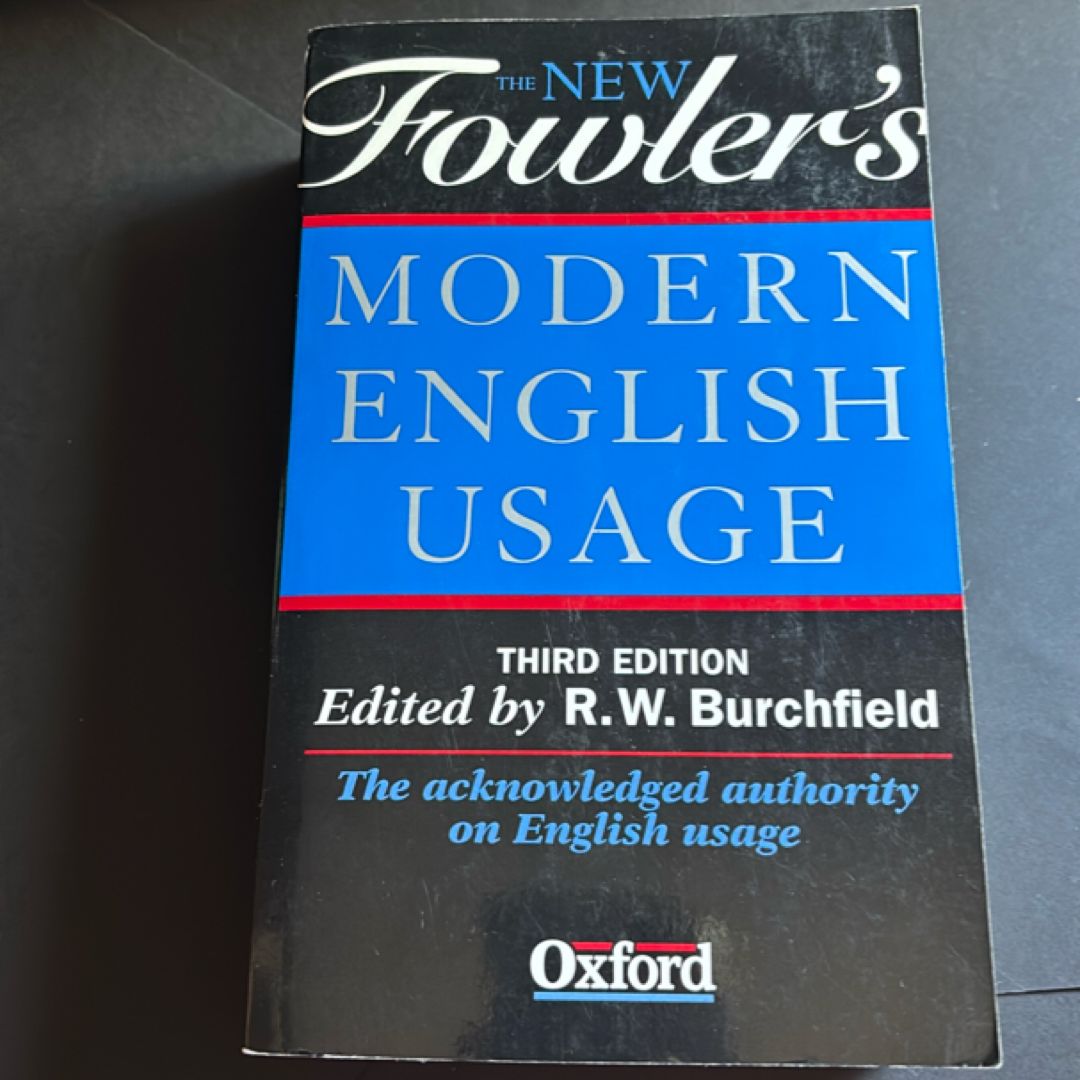 THE NEW
Fowler's
MODERN
ENGLISH
USAGE
THIRD EDITION
Edited by R.W. Burchfield
The acknowledged authority
on English usage
Oxford